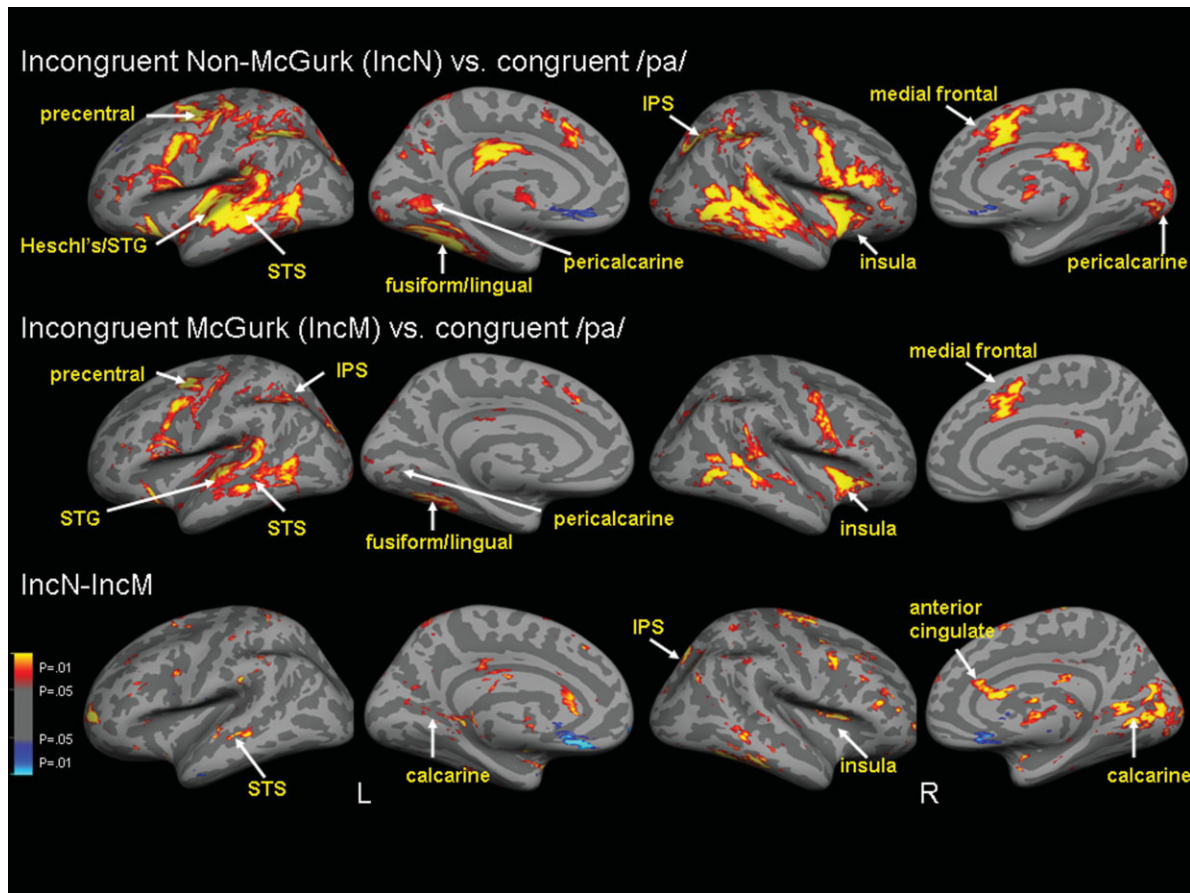 Incongruent Non-McGurk (IncN) vs. congruent /pa/
precentral
IPS
medial frontal
Heschl's/STG
STS
fusiform/lingual
pericalcarine
insula
pericalcarine
Incongruent McGurk (IncM) vs. congruent /pa/
precentral
IPS
medial frontal
STG
STS
fusiform/lingual
pericalcarine
insula
IncN-IncM
IPS
anterior
cingulate
P=.01
P=.05
P=.05
P=.01
STS
calcarine
insula
calcarine
L
R